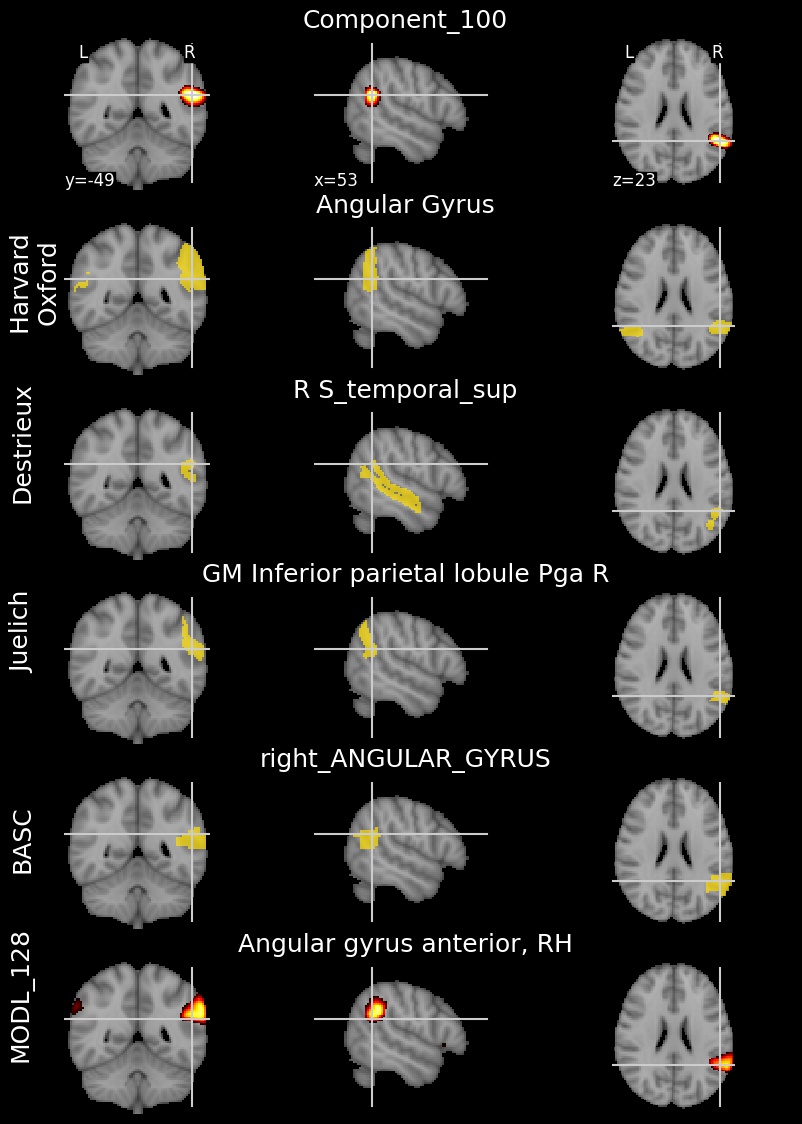 Component_100
L R
L R
y=-49
x=53
z=23
Angular Gyrus
Harvard
Oxford
R S_temporal_sup
Destrieux
GM Inferior parietal lobule Pga R
Juelich
right_ANGULAR_GYRUS
BASC
Angular gyrus anterior, RH
MODL_128